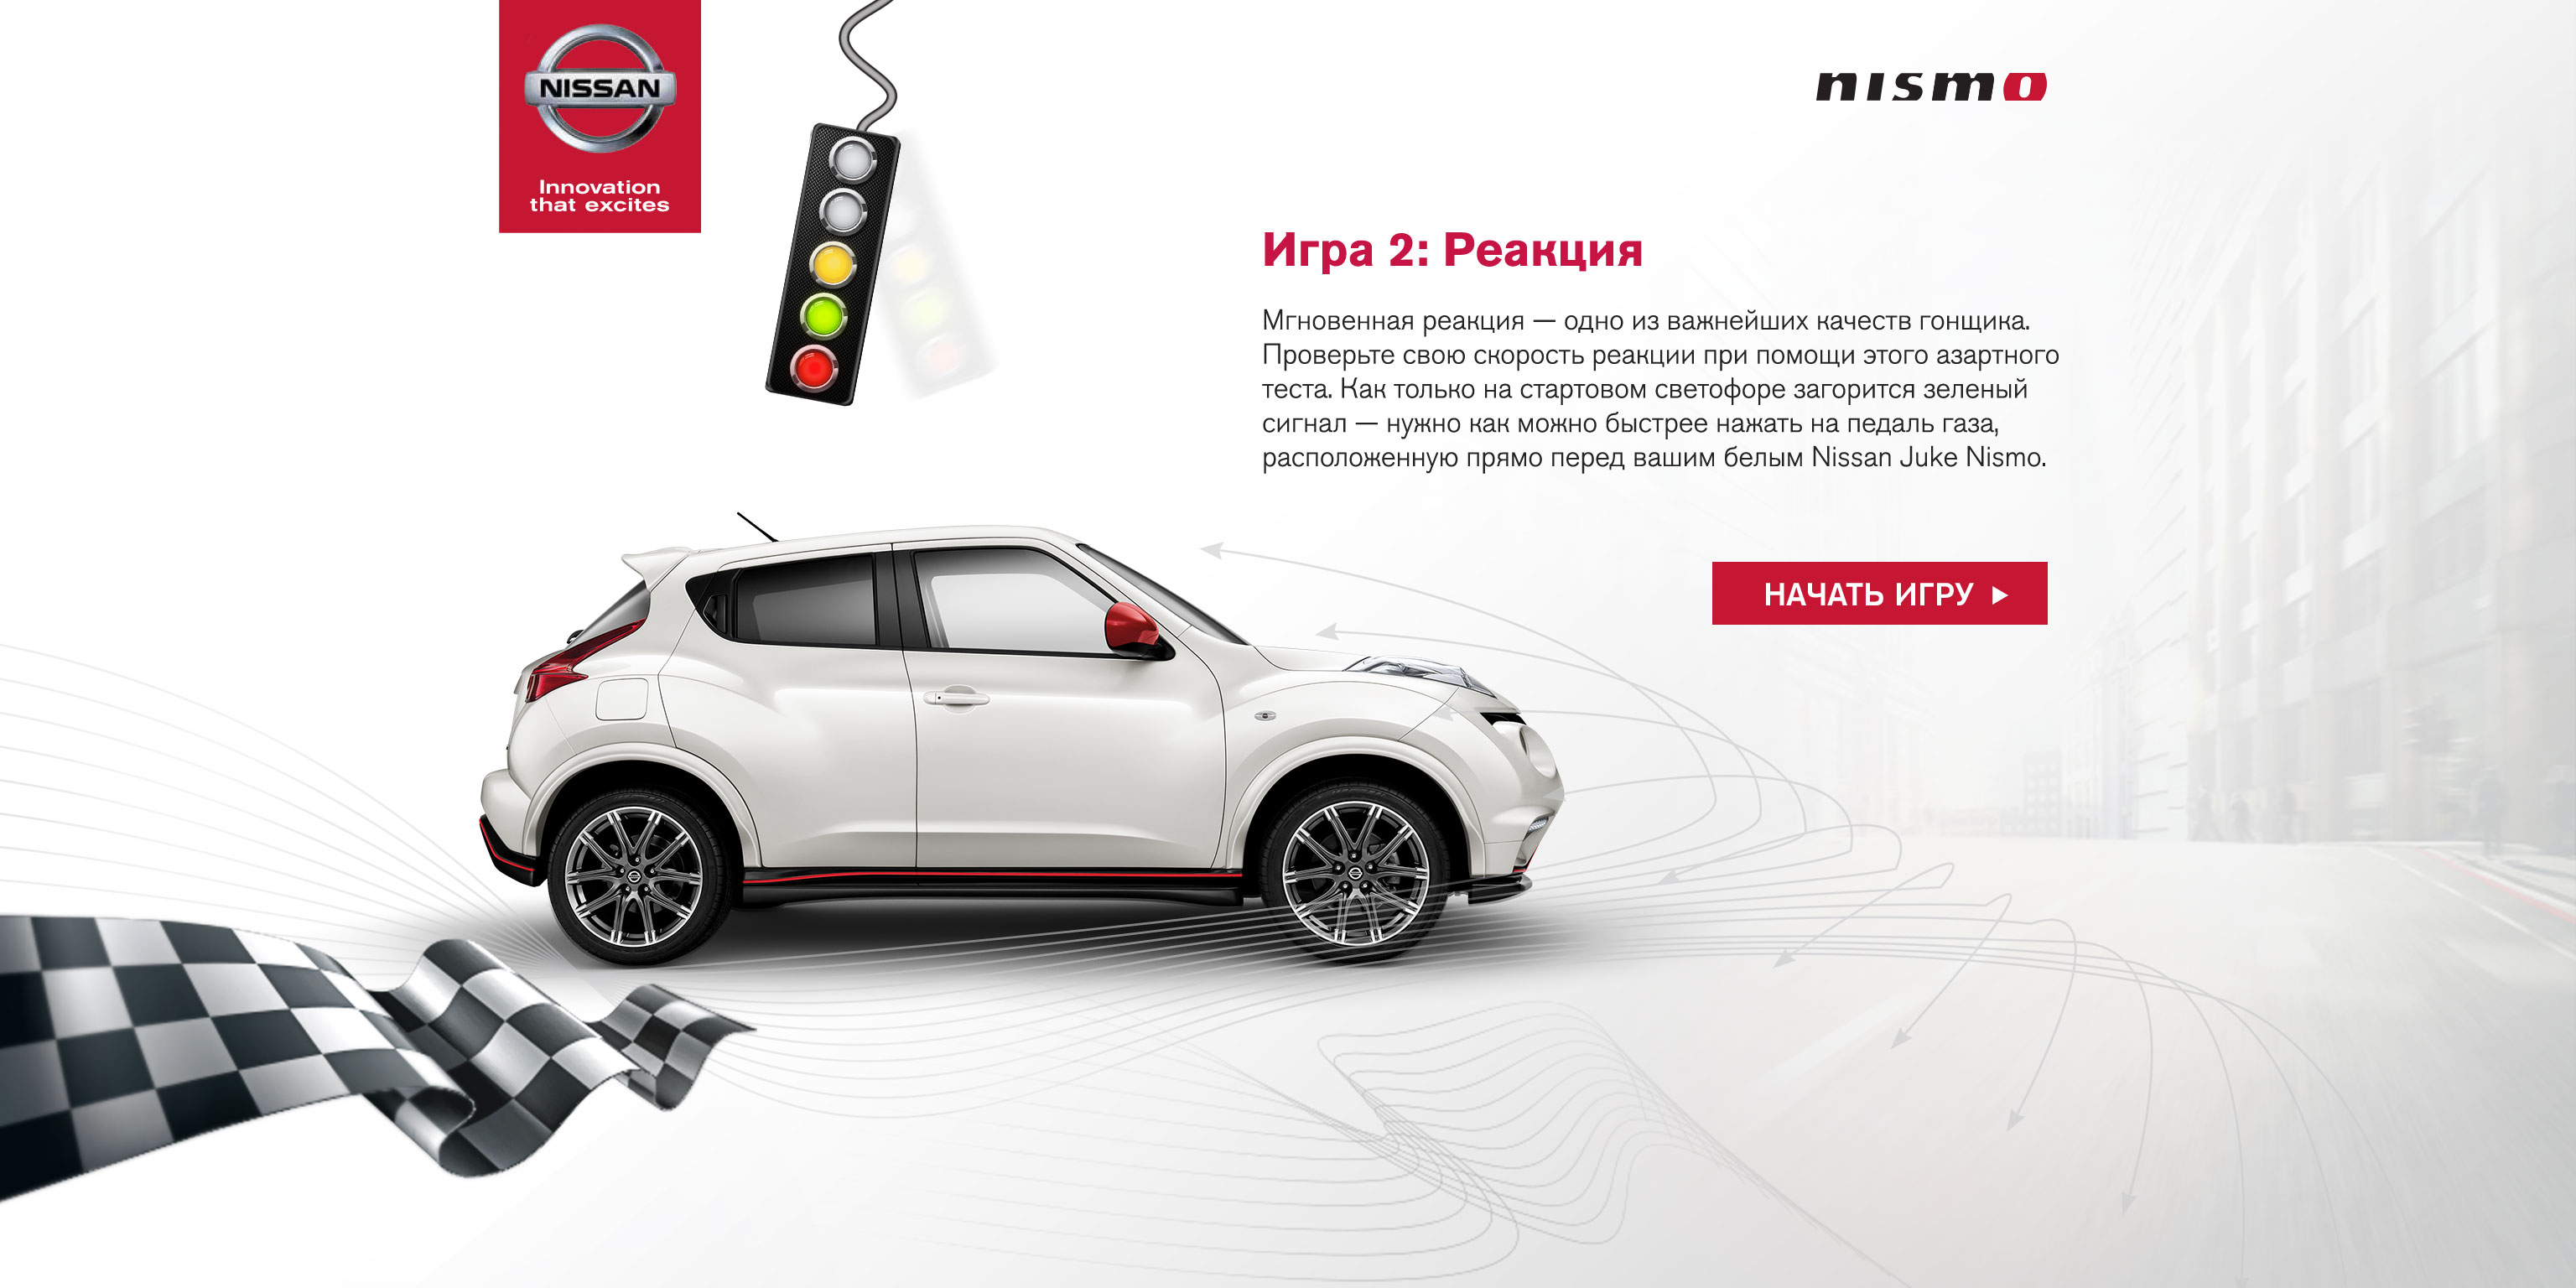 NISSAN
Innovation
that excites
nismo
Игра 2: Реакция
Мгновенная реакция — одно из важнейших качеств гонщика.
Проверьте свою скорость реакции при помощи этого азартного
теста. Как только на стартовом светофоре загорится зеленый
сигнал — нужно как можно быстрее нажать на педаль газа,
расположенную прямо перед вашим белым Nissan Juke Nismo.
НАЧАТЬ ИГРУ